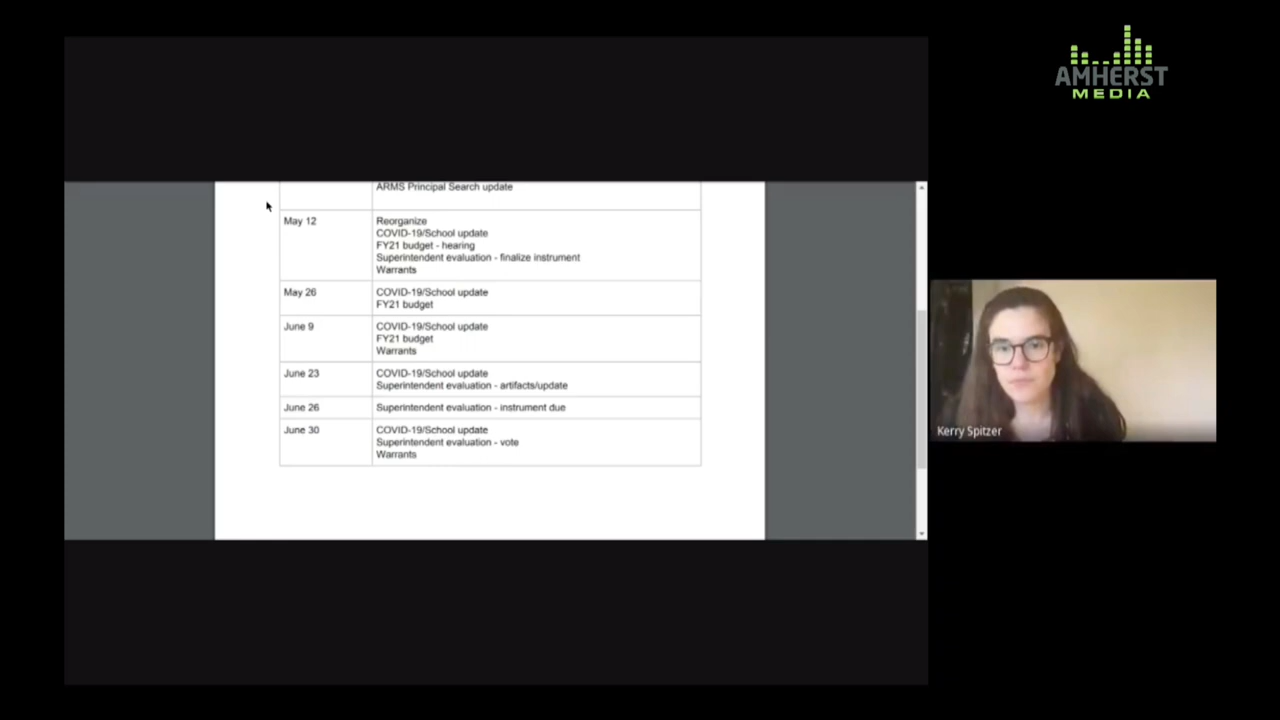 AMHERST
MEDIA
ARMS Principal Search update
May 12
Reorganize
COVID-19/School update
FY21 budget - hearing
Superintendent evaluation - finalize instrument
Warrants
May 26
COVID-19/School update
FY21 budget
June 9
COVID-19/School update
FY21 budget
Warrants
June 23
COVID-19/School update
Superintendent evaluation - artifacts/update
June 26
Superintendent evaluation - instrument due
June 30
COVID-19/School update
Superintendent evaluation - vote
Warrants
Kerry Spitzer